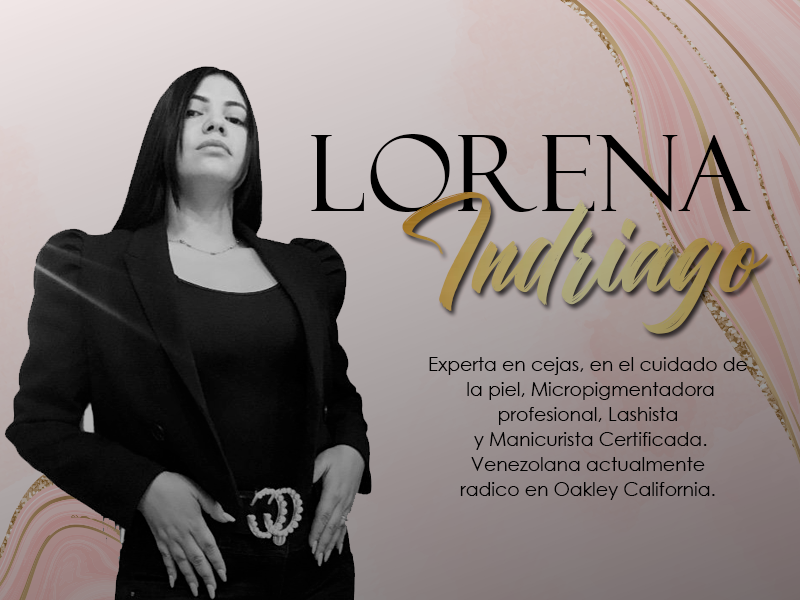 LORENA
Indriago
Experta en cejas, en el cuidado de
la piel, Micropigmentadora
profesional, Lashista
y Manicurista Certificada.
Venezolana actualmente
radico en Oakley California.